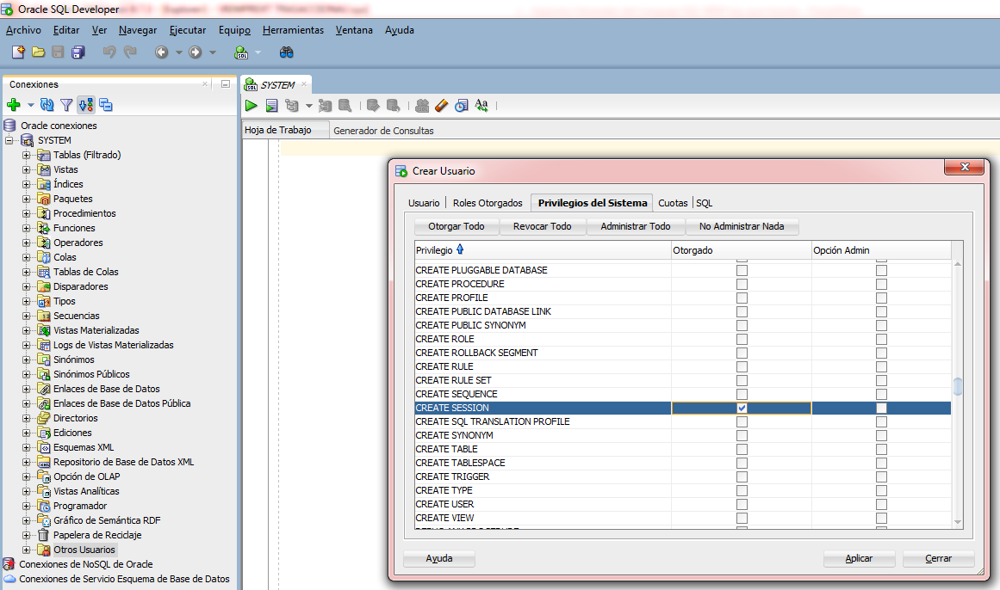 Oracle SQL Developer
Archivo Editar Ver Navegar Ejecutar Equipo Herramientas Ventana Ayuda
Conexiones
Oracle conexiones
SYSTEM
Tablas (Filtrado)
Vistas
Índices
Paquetes
Procedimientos
Funciones
Operadores
Colas
Tablas de Colas
Disparadores
Tipos
Secuencias
Vistas Materializadas
Logs de Vistas Materializadas
Sinónimos
Sinónimos Públicos
Enlaces de Base de Datos
Enlaces de Base de Datos Pública
Directorios
Ediciones
Esquemas XML
Repositorio de Base de Datos XML
Opción de OLAP
Vistas Analíticas
Programador
Gráfico de Semántica RDF
Papelera de Reciclaje
Otros Usuarios
Conexiones de NoSQL de Oracle
Conexiones de Servicio Esquema de Base de Datos
SYSTEM
Aa
Hoja de Trabajo Generador de Consultas
Crear Usuario
Usuario Roles Otorgados Privilegios del Sistema Cuotas SQL
Otorgar Todo Revocar Todo Administrar Todo No Administrar Nada
Privilegio Otorgado Opción Admin
CREATE PLUGGABLE DATABASE
CREATE PROCEDURE
CREATE PROFILE
CREATE PUBLIC DATABASE LINK
CREATE PUBLIC SYNONYM
CREATE ROLE
CREATE ROLLBACK SEGMENT
CREATE RULE
CREATE RULE SET
CREATE SEQUENCE
CREATE SESSION
CREATE SQL TRANSLATION PROFILE
CREATE SYNONYM
CREATE TABLE
CREATE TABLESPACE
CREATE TRIGGER
CREATE TYPE
CREATE USER
CREATE VIEW
Ayuda Aplicar Cerrar